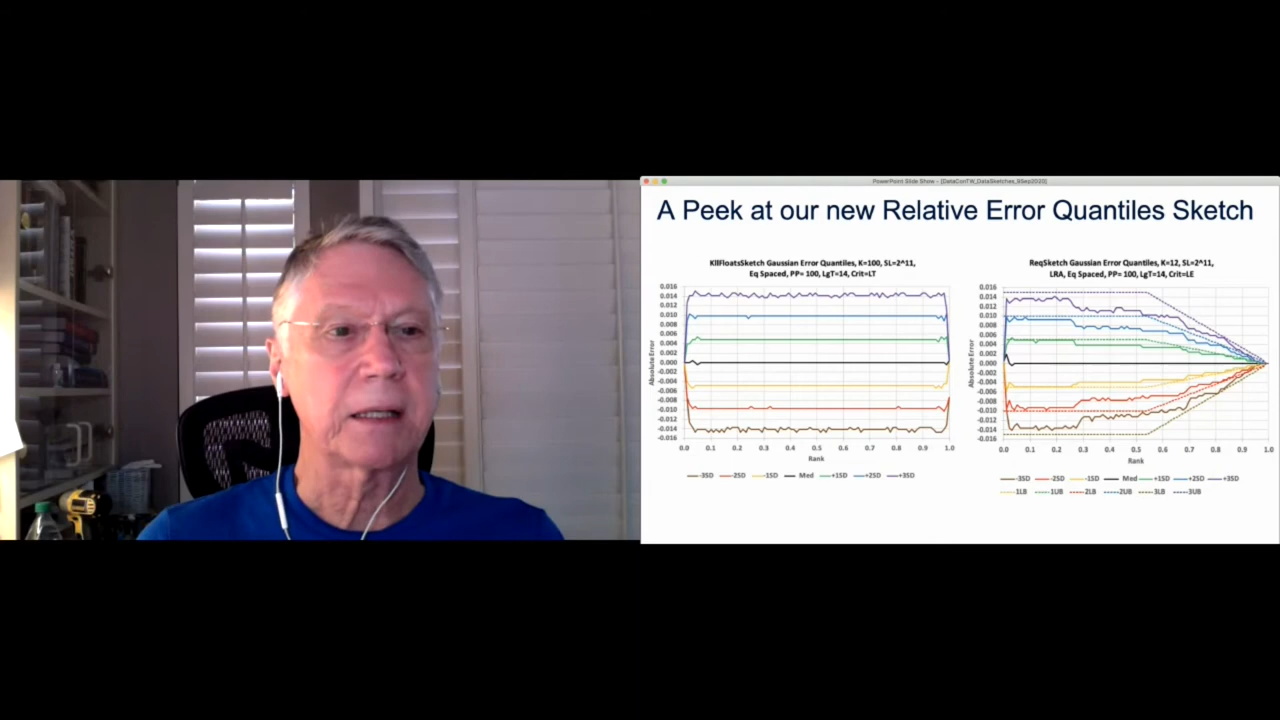 PowerPoint Slide Show - [DataConTW_DataSketches_9Sep2020]
A Peek at our new Relative Error Quantiles Sketch
KllFloatsSketch Gaussian Error Quantiles, K=100, SL=2^11,
Eq Spaced, PP= 100, LgT=14, Crit=LT
0.016
0.014
0.012
0.010
0.008
0.006
0.004
0.002
0.000
-0.002
-0.004
-0.006
-0.008
-0.010
-0.012
-0.014
-0.016
Absolute Error
0.0 0.1 0.2 0.3 0.4 0.5 0.6 0.7 0.8 0.9 1.0
Rank
-3SD -2SD -1SD Med +1SD +2SD +3SD
ReqSketch Gaussian Error Quantiles, K=12, SL=2^11,
LRA, Eq Spaced, PP= 100, LgT=14, Crit=LE
0.016
0.014
0.012
0.010
0.008
0.006
0.004
0.002
0.000
-0.002
-0.004
-0.006
-0.008
-0.010
-0.012
-0.014
-0.016
Absolute Error
0.0 0.1 0.2 0.3 0.4 0.5 0.6 0.7 0.8 0.9 1.0
Rank
-3SD -2SD -1SD Med +1SD +2SD +3SD
1LB 1UB 2LB 2UB 3LB 3UB